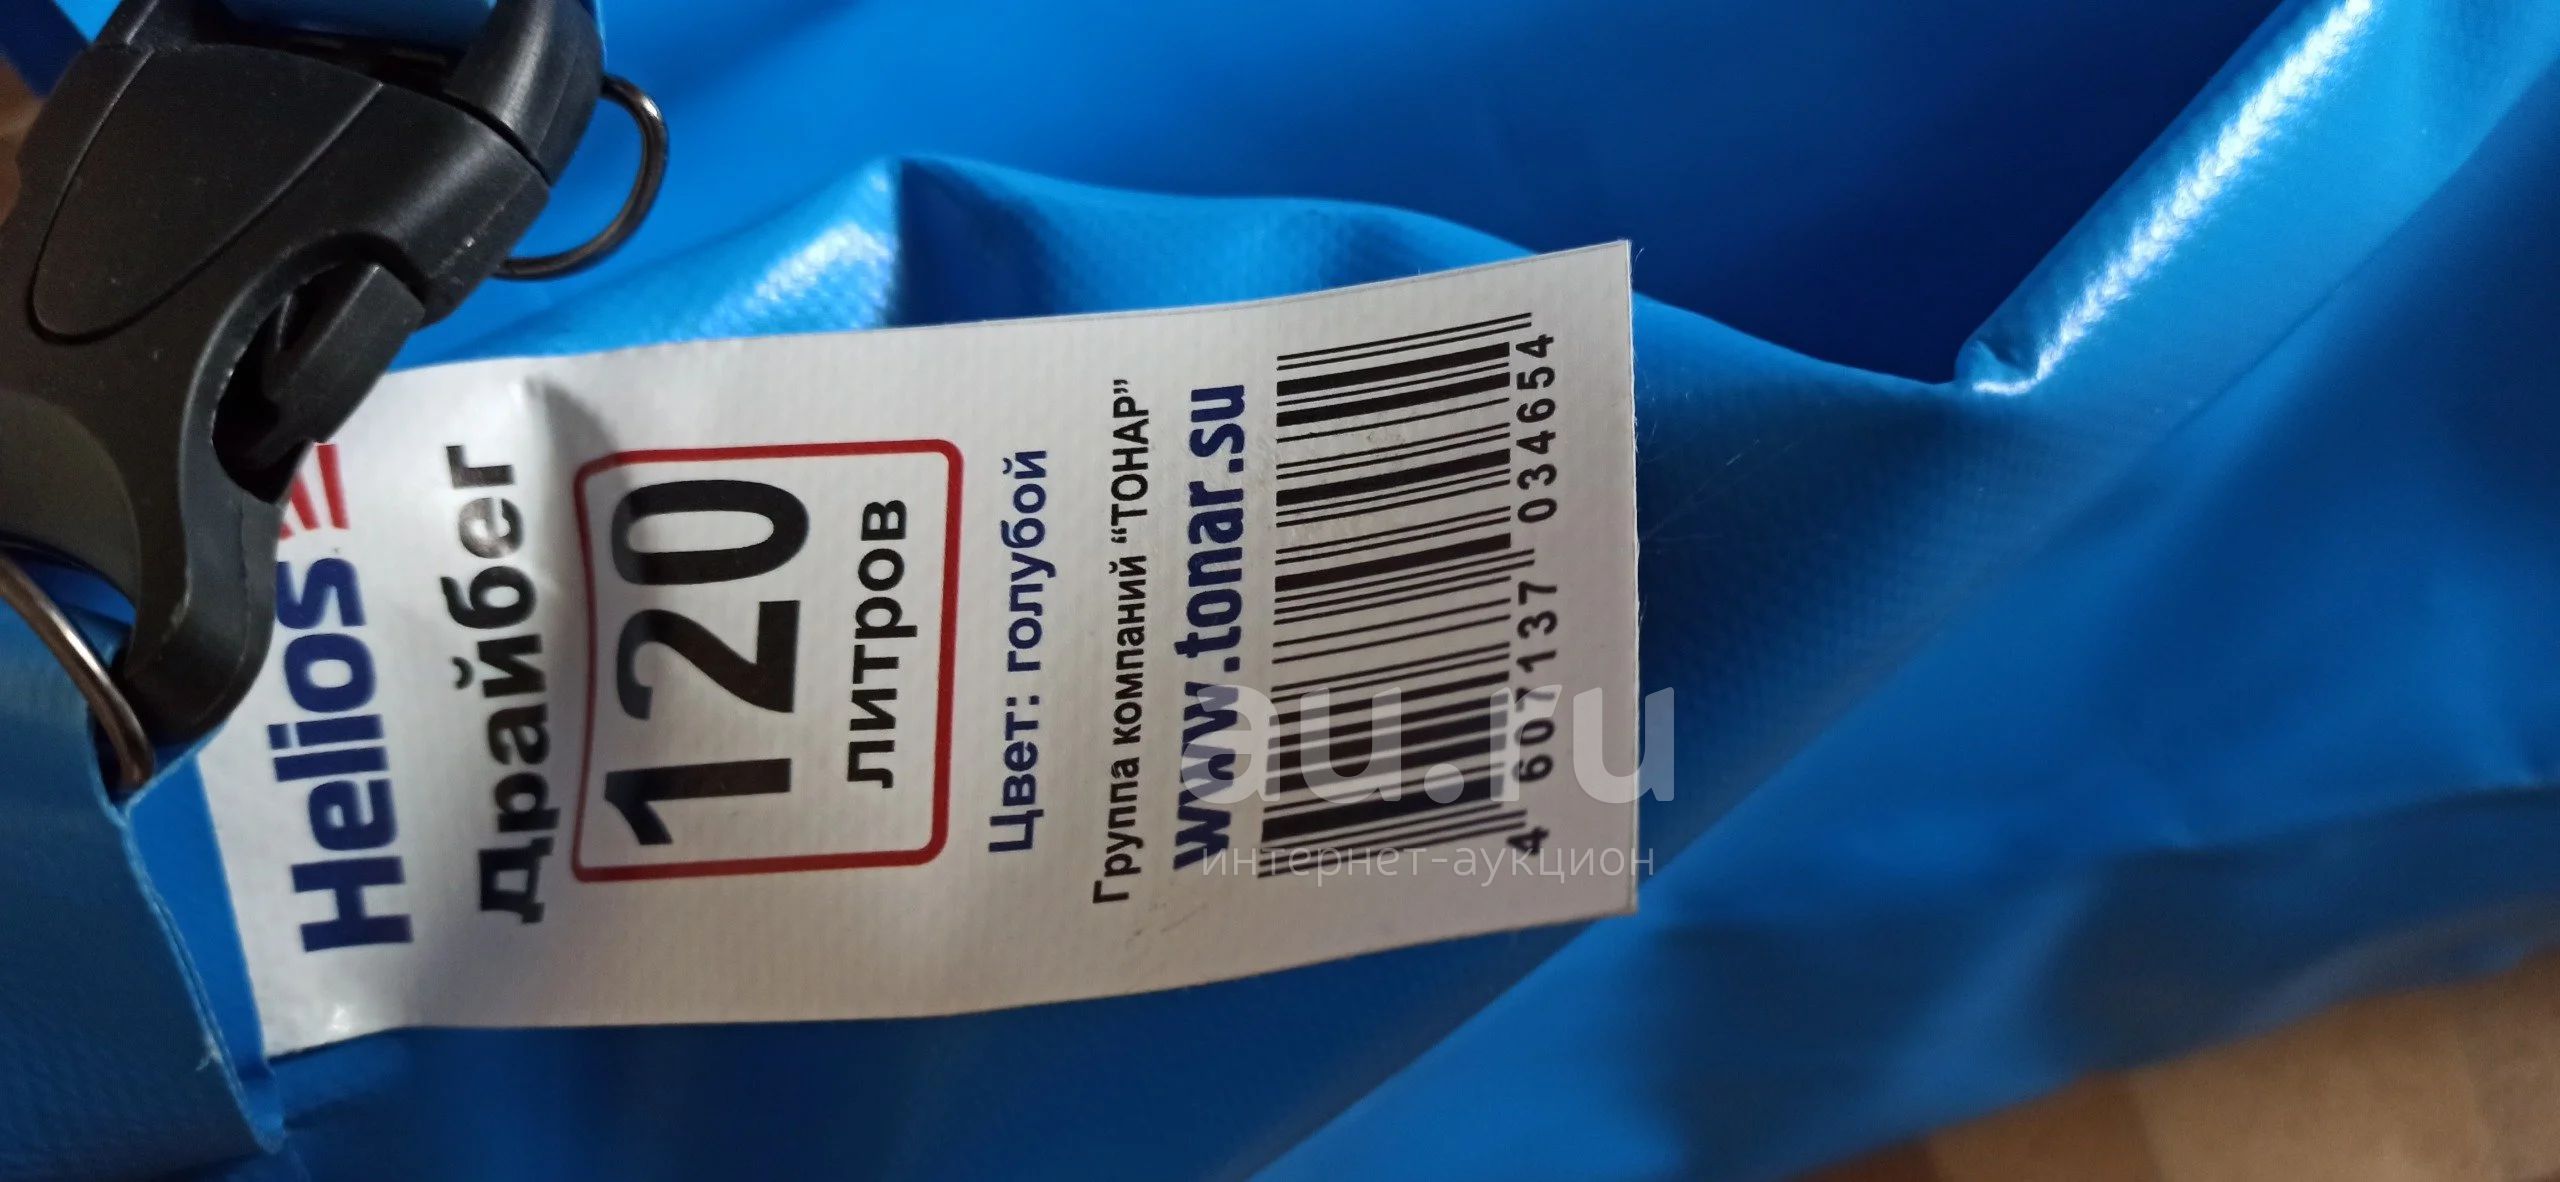 Helios
Драйбег
120
литров
Цвет: голубой
Группа компаний “ТОНАР”
www.tonar.su
4 607137 034654
au.ru
интернет-аукцион